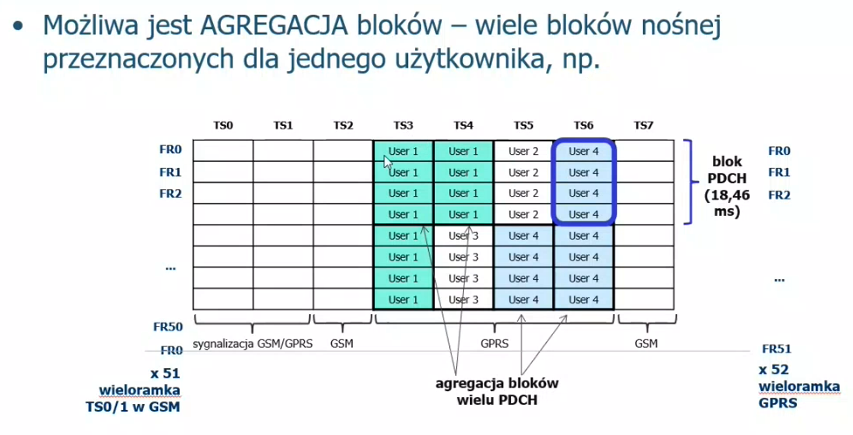 • Możliwa jest AGREGACJA bloków – wiele bloków nośnej
przeznaczonych dla jednego użytkownika, np.
TS0 TS1 TS2 TS3 TS4 TS5 TS6 TS7
FR0 User 1 User 1 User 2 User 4 FR0
FR1 User 1 User 1 User 2 User 4 FR1
FR2 User 1 User 1 User 2 User 4 FR2
User 1 User 1 User 2 User 4
blok
PDCH
(18,46
ms)
User 1 User 3 User 4 User 4
User 1 User 3 User 4 User 4
... User 1 User 3 User 4 User 4 ...
User 1 User 3 User 4 User 4
FR50
sygnalizacja GSM/GPRS GSM GPRS GSM
FR0 FR51
x 51
wieloramka
TS0/1 w GSM
agregacja bloków
wielu PDCH
x 52
wieloramka
GPRS